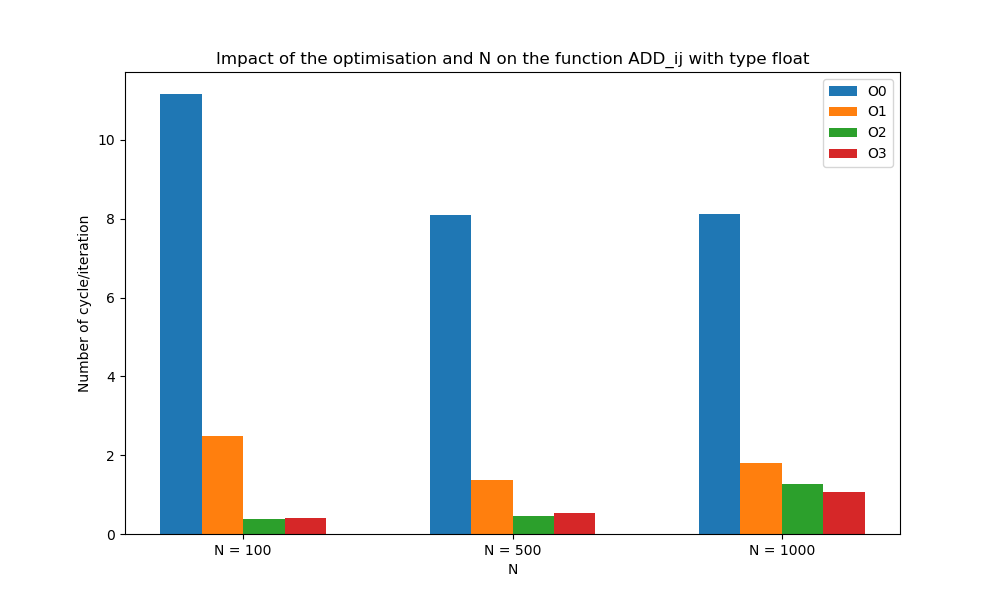 Impact of the optimisation and N on the function ADD_ij with type float
O0
O1
O2
O3
Number of cycle/iteration
10
8
6
4
2
0
N = 100
N = 500
N = 1000
N